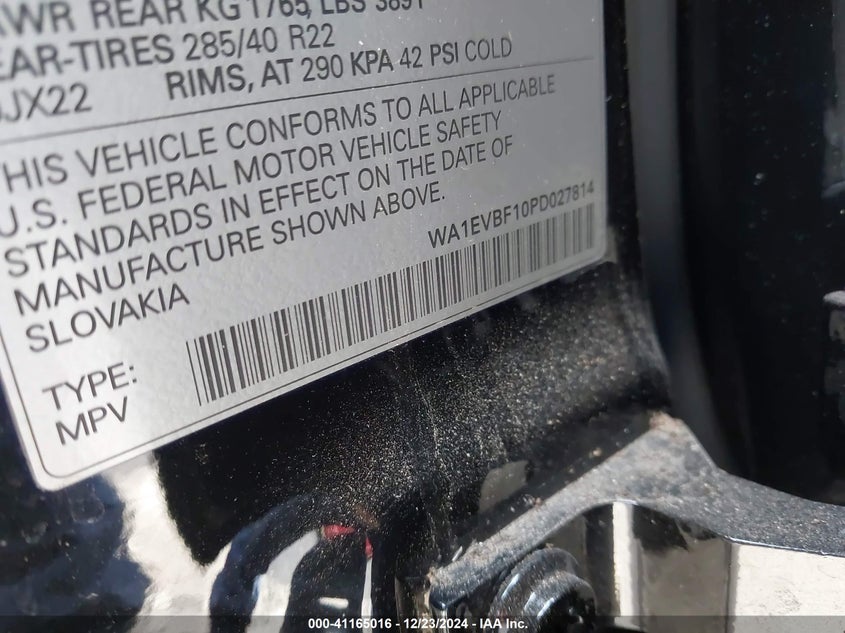 REAR KG 1765, LBS 3891
EAR-TIRES 285/40 R22
JX22 RIMS, AT 290 KPA 42 PSI COLD
THIS VEHICLE CONFORMS TO ALL APPLICABLE
U.S. FEDERAL MOTOR VEHICLE SAFETY
STANDARDS IN EFFECT ON THE DATE OF
MANUFACTURE SHOWN ABOVE.
SLOVAKIA
WA1EVBF10PD027814
TYPE:
MPV
000-41165016 - 12/23/2024 - IAA Inc.